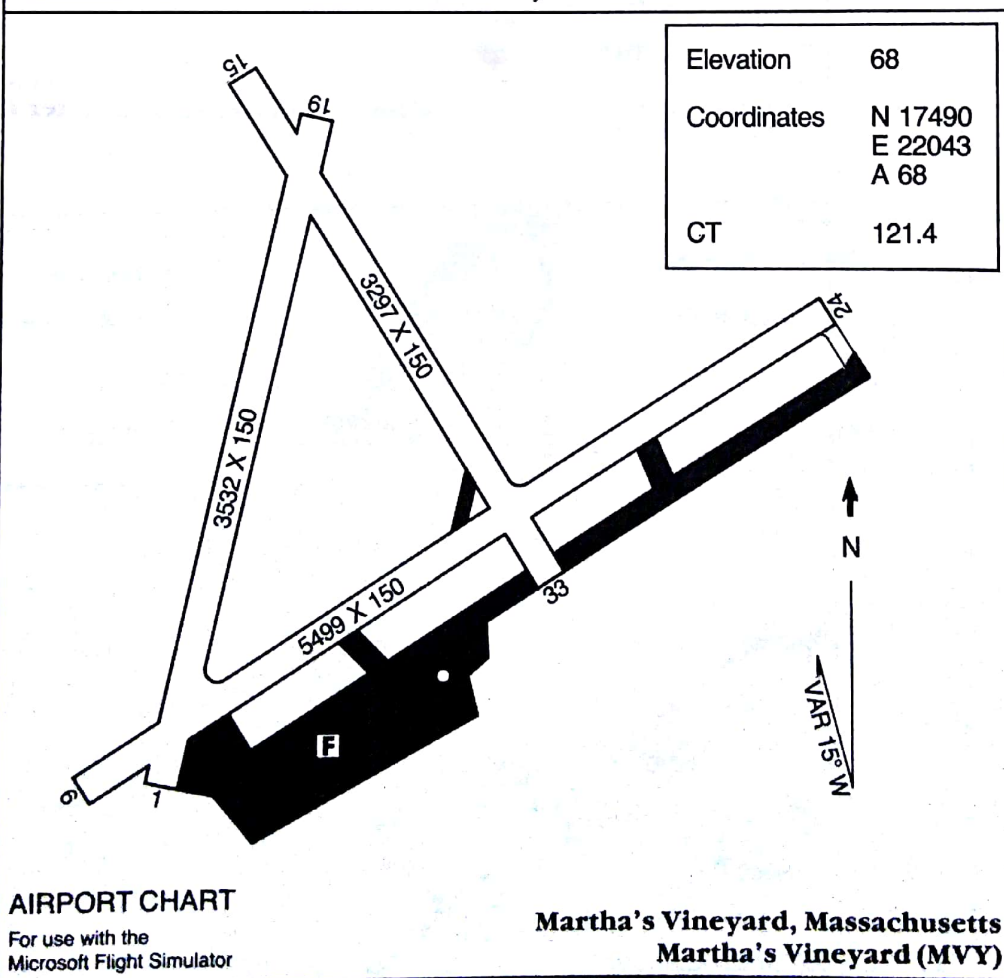 Elevation 68
Coordinates N 17490
E 22043
A 68
CT 121.4
15
19
24
3297 X 150
3532 X 150
5499 X 150
33
N
VAR 15° W
F
6
1
AIRPORT CHART
For use with the
Microsoft Flight Simulator
Martha's Vineyard, Massachusetts
Martha's Vineyard (MVY)